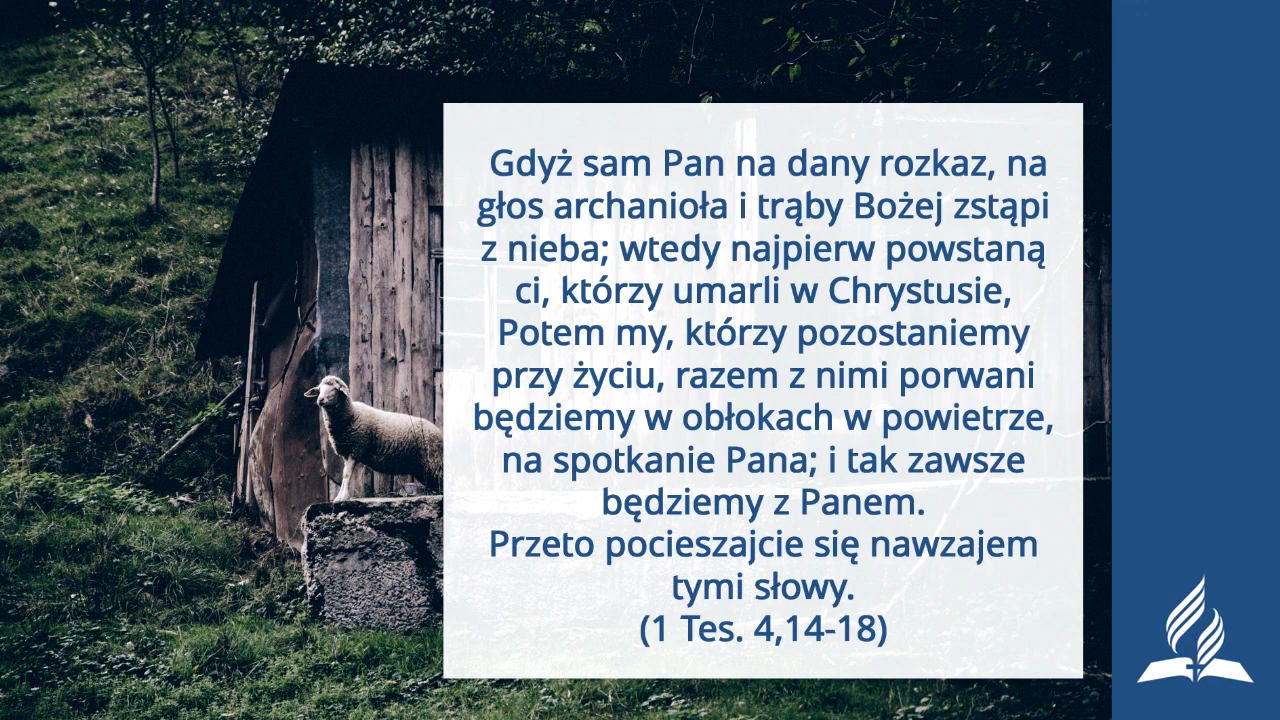 Gdyż sam Pan na dany rozkaz, na
głos archanioła i trąby Bożej zstąpi
z nieba; wtedy najpierw powstaną
ci, którzy umarli w Chrystusie,
Potem my, którzy pozostaniemy
przy życiu, razem z nimi porwani
będziemy w obłokach w powietrze,
na spotkanie Pana; i tak zawsze
będziemy z Panem.
Przeto pocieszajcie się nawzajem
tymi słowy.
(1 Tes. 4,14-18)